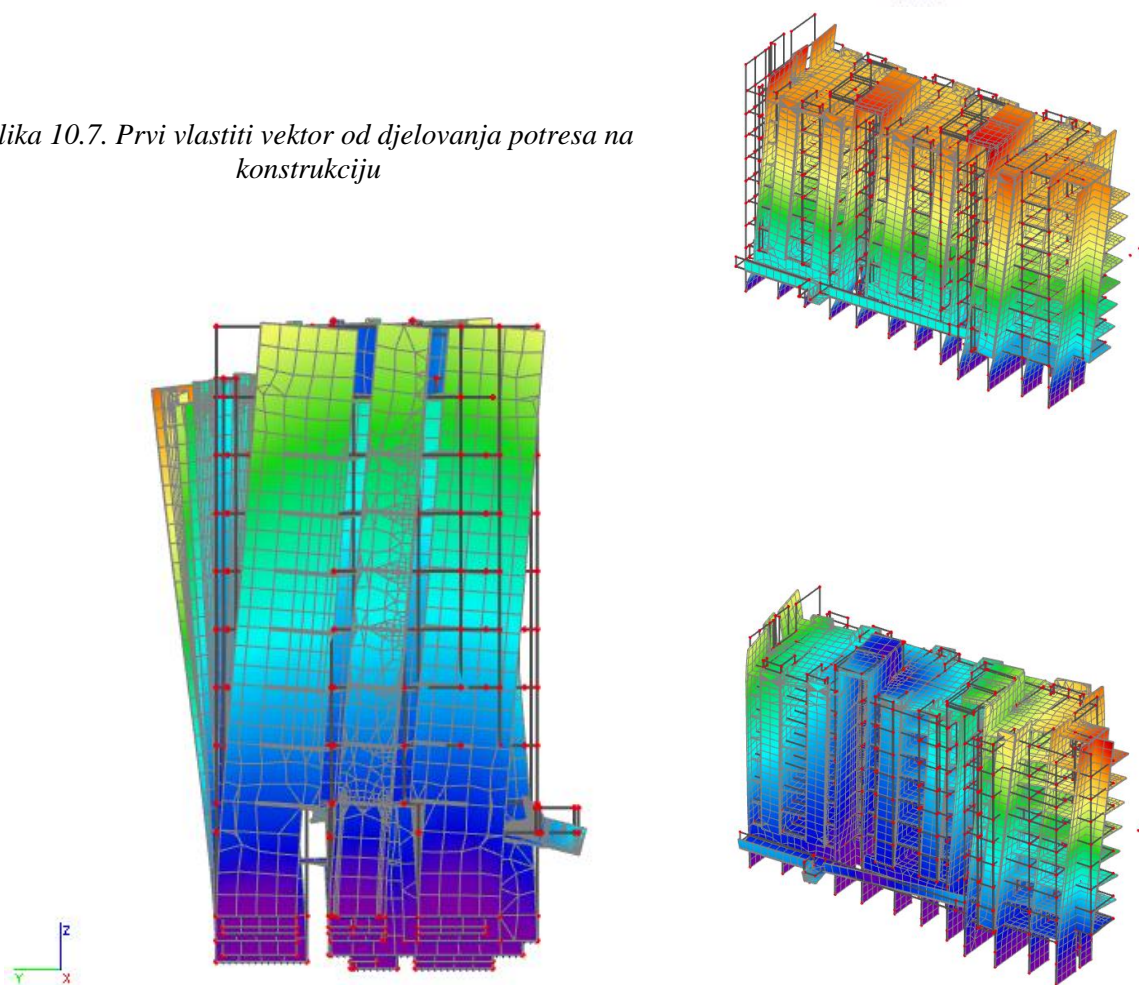 lika 10.7. Prvi vlastiti vektor od djelovanja potresa na
konstrukciju
Z
Y
X